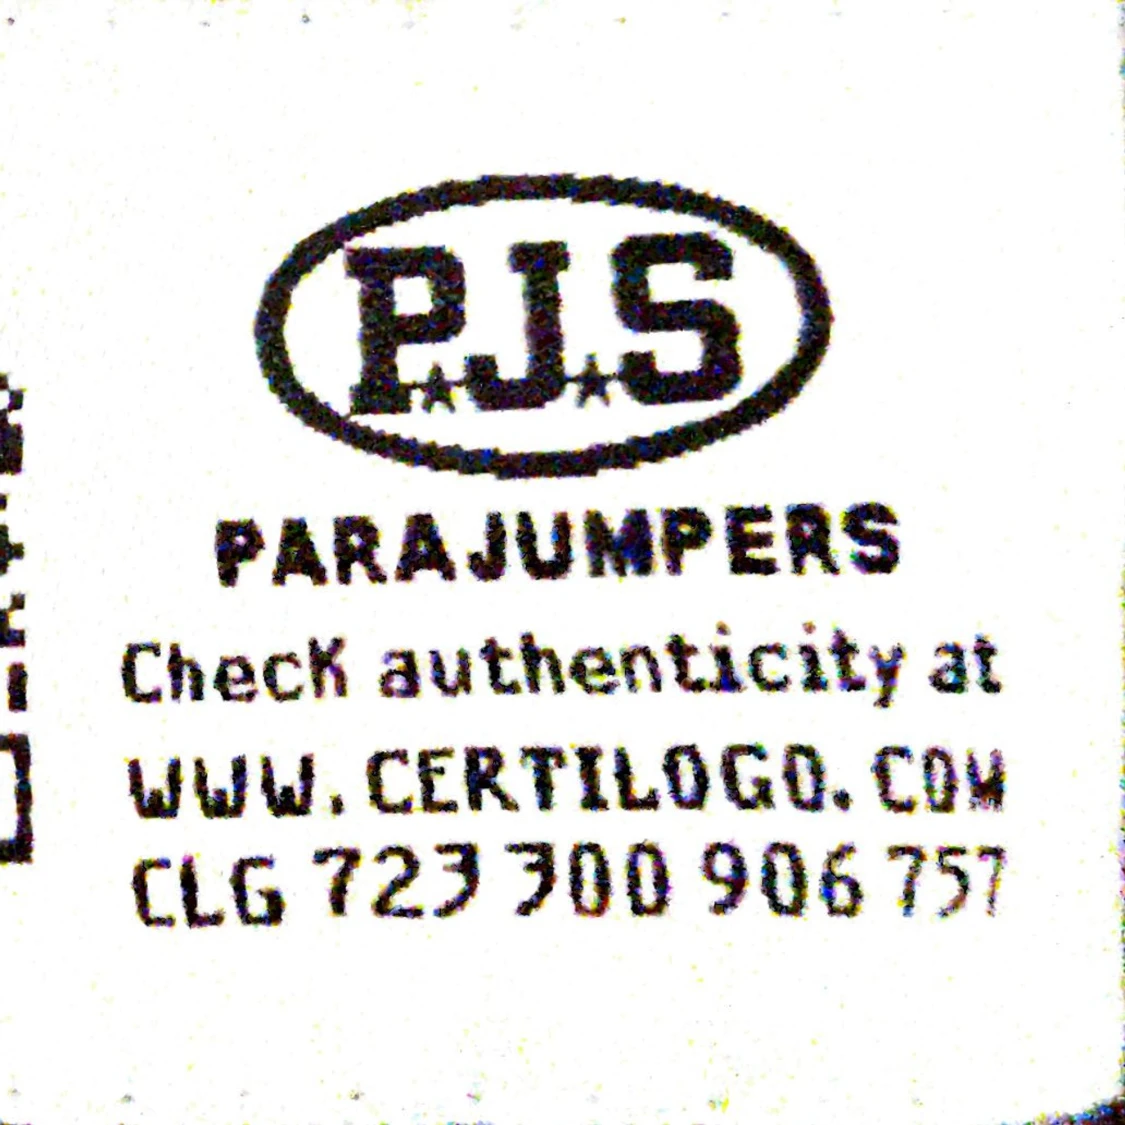 P.J.S
PARAJUMPERS
Check authenticity at
WWW.CERTILOGO.COM
CLG 723 300 906 757